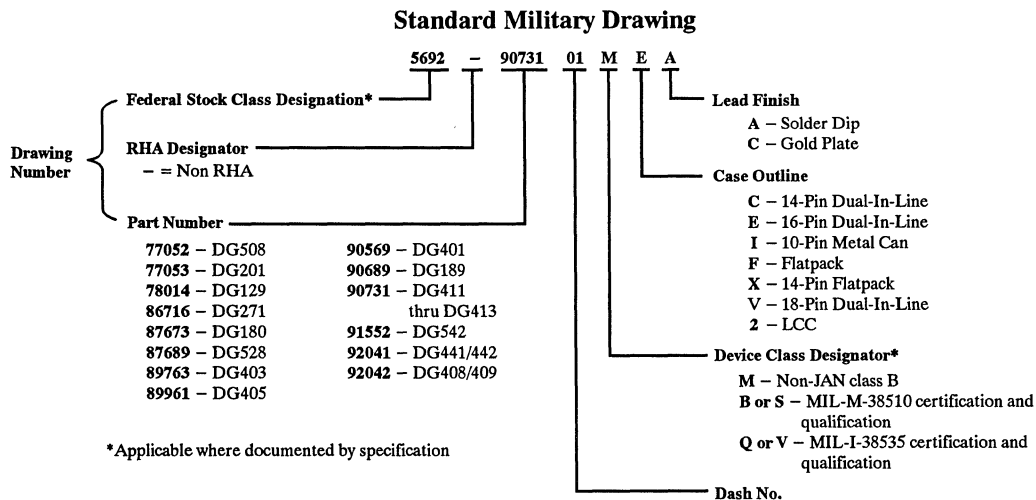 Standard Military Drawing
5692 – 90731 01 M E A
Federal Stock Class Designation*
Drawing
Number
RHA Designator
– = Non RHA
Part Number
77052 – DG508
77053 – DG201
78014 – DG129
86716 – DG271
87673 – DG180
87689 – DG528
89763 – DG403
89961 – DG405
90569 – DG401
90689 – DG189
90731 – DG411
thru DG413
91552 – DG542
92041 – DG441/442
92042 – DG408/409
*Applicable where documented by specification
Lead Finish
A – Solder Dip
C – Gold Plate
Case Outline
C – 14-Pin Dual-In-Line
E – 16-Pin Dual-In-Line
I – 10-Pin Metal Can
F – Flatpack
X – 14-Pin Flatpack
V – 18-Pin Dual-In-Line
2 – LCC
Device Class Designator*
M – Non-JAN class B
B or S – MIL-M-38510 certification and
qualification
Q or V – MIL-I-38535 certification and
qualification
Dash No.